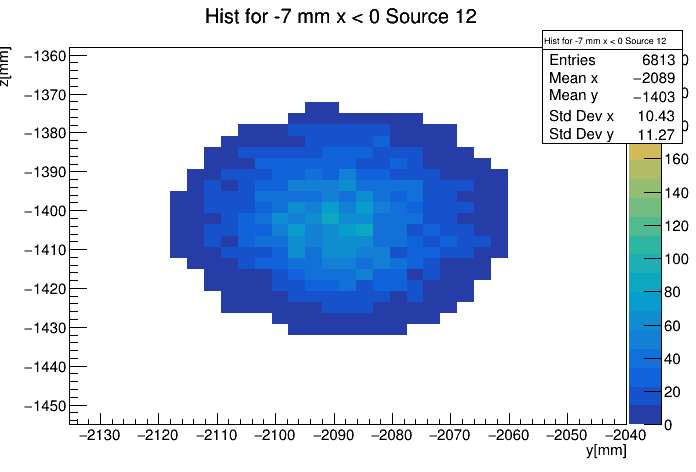 Hist for -7 mm x < 0 Source 12
z[mm]
Hist for -7 mm x < 0 Source 12
Entries 6813
Mean x −2089
Mean y −1403
Std Dev x 10.43
Std Dev y 11.27
−1360
−1370
−1380
−1390
−1400
−1410
−1420
−1430
−1440
−1450
160
140
120
100
80
60
40
20
0
−2130 −2120 −2110 −2100 −2090 −2080 −2070 −2060 −2050 −2040
y[mm]